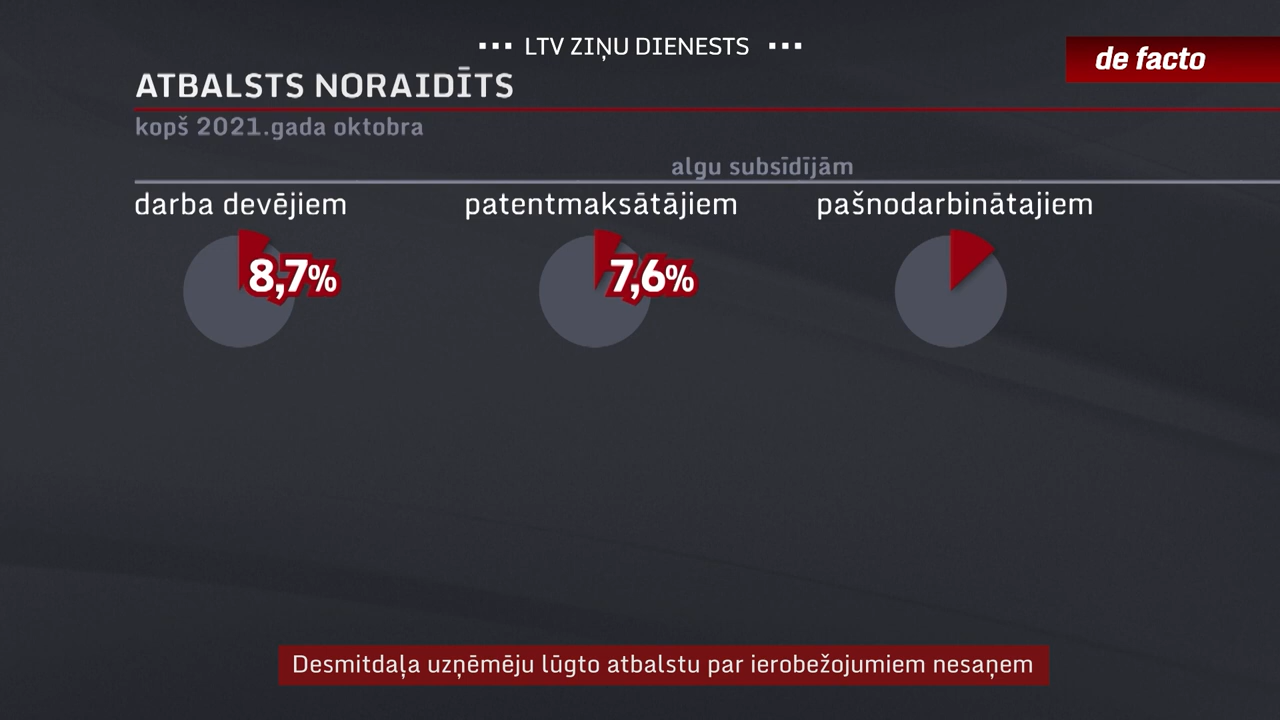 LTV ZIŅU DIENESTS
de facto
ATBALSTS NORAIDĪTS
kopš 2021.gada oktobra
algu subsīdījām
darba devējiem
patentmaksātājiem
pašnodarbinātajiem
8,7%
7,6%
Desmitdaļa uzņēmēju lūgto atbalstu par ierobežojumiem nesaņem